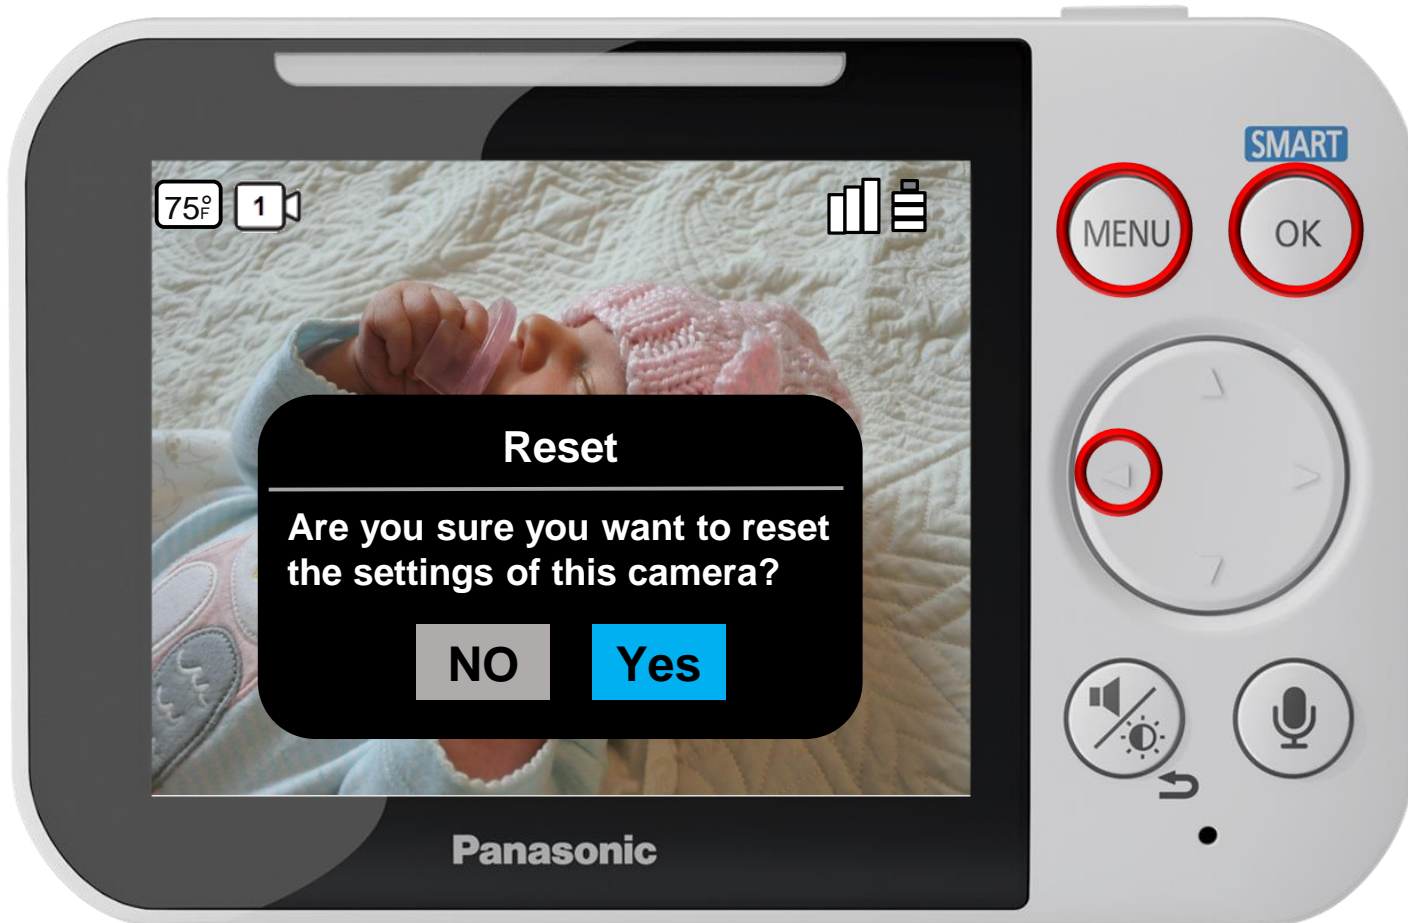 SMART
75°F 1
MENU OK
Reset
Are you sure you want to reset
the settings of this camera?
NO Yes
Panasonic